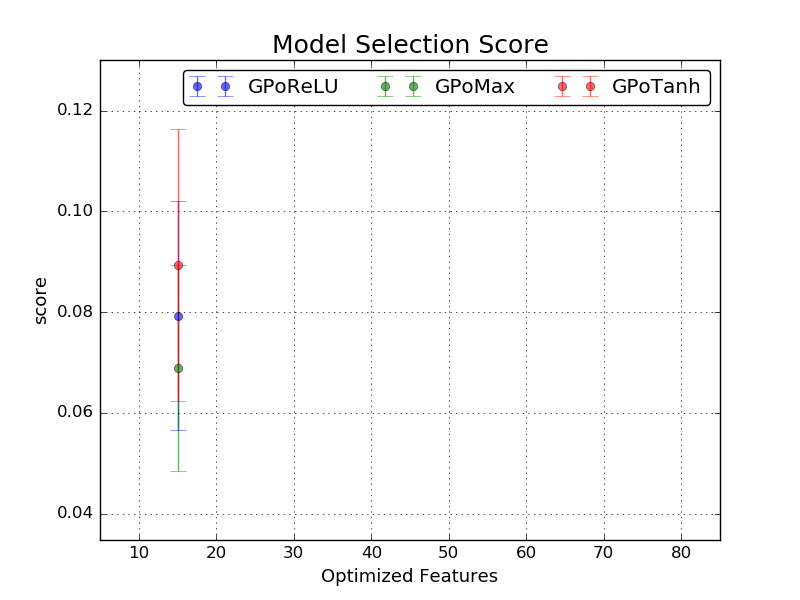 Model Selection Score
GPoReLU GPoMax GPoTanh
0.12
0.10
0.08
0.06
0.04
score
10 20 30 40 50 60 70 80
Optimized Features